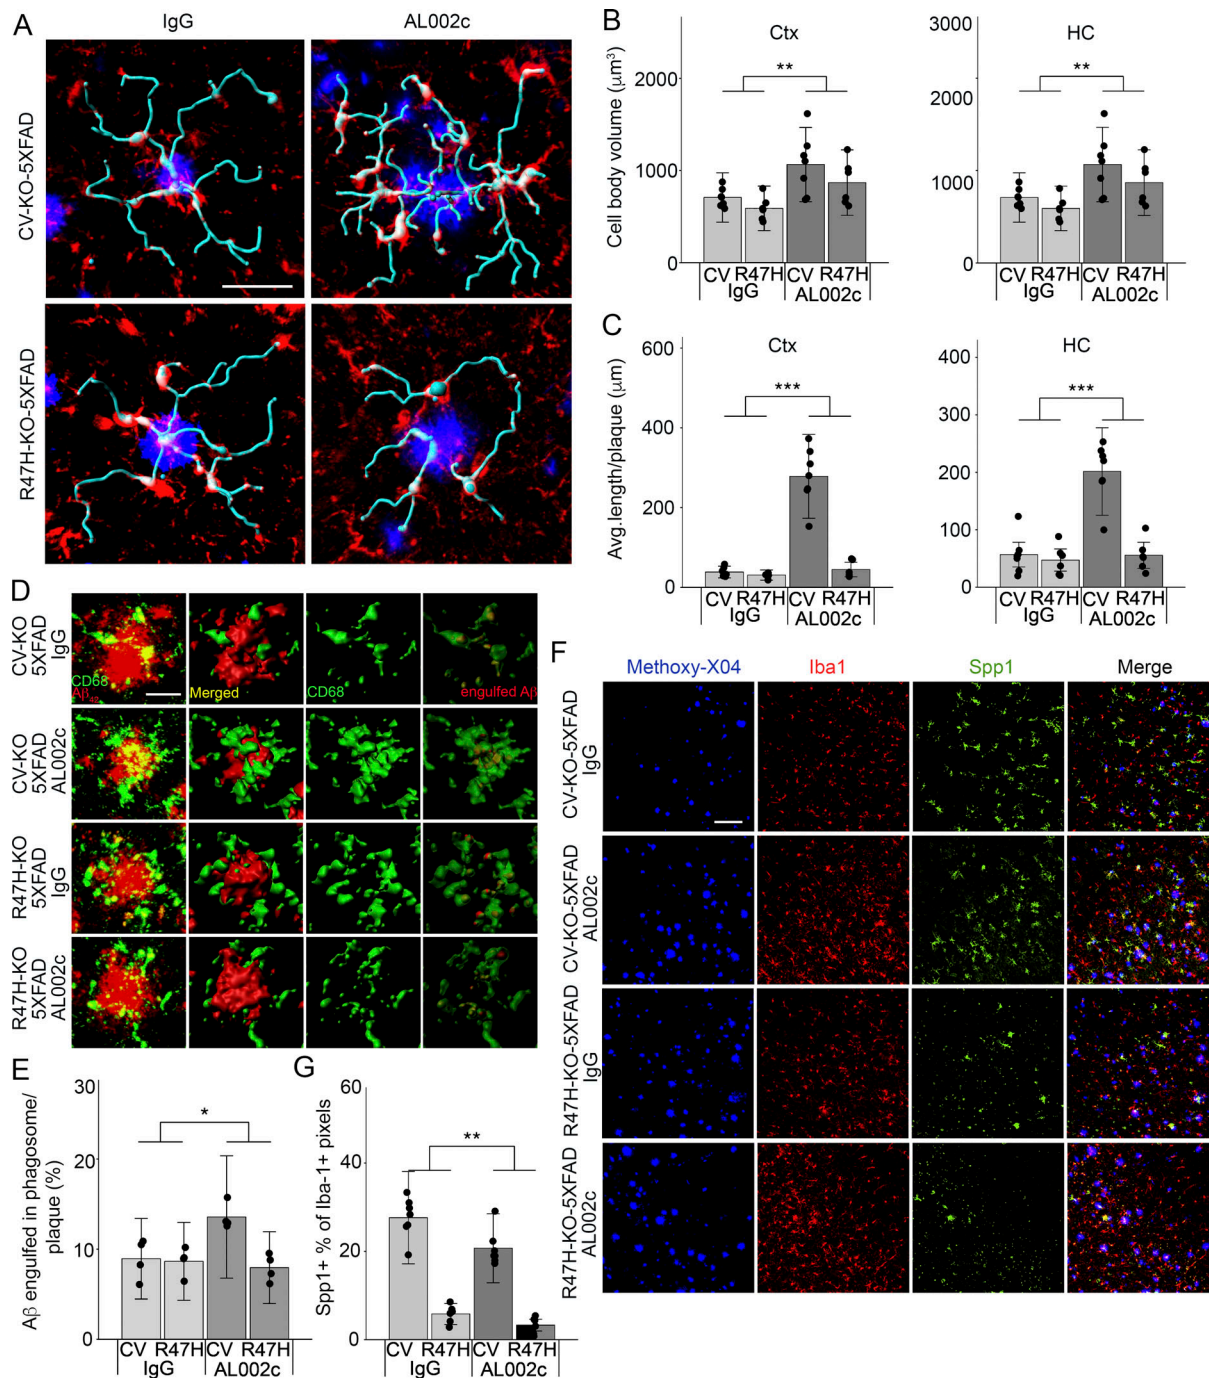 A
IgG
AL002c
CV-KO-5XFAD
R47H-KO-5XFAD
B
Ctx
HC
Cell body volume (μm³)
2000
1000
0
3000
2000
1000
0
**
**
CV R47H CV R47H
IgG
AL002c
CV R47H CV R47H
IgG
AL002c
C
Ctx
HC
Avg.length/plaque (μm)
600
400
200
0
400
300
200
100
0
***
***
CV R47H CV R47H
IgG
AL002c
CV R47H CV R47H
IgG
AL002c
D
CV-KO
5XFAD
IgG
CD68
Aβ42
Merged
CD68
engulfed Aβ
CV-KO
5XFAD
AL002c
R47H-KO
5XFAD
IgG
R47H-KO
5XFAD
AL002c
E
Aβ engulfed in phagosome/
plaque (%)
30
20
10
0
*
CV R47H CV R47H
IgG
AL002c
G
Spp1+ % of Iba-1+ pixels
60
40
20
0
**
CV R47H CV R47H
IgG
AL002c
F
Methoxy-X04
Iba1
Spp1
Merge
CV-KO-5XFAD
IgG
CV-KO-5XFAD
AL002c
R47H-KO-5XFAD
IgG
R47H-KO-5XFAD
AL002c